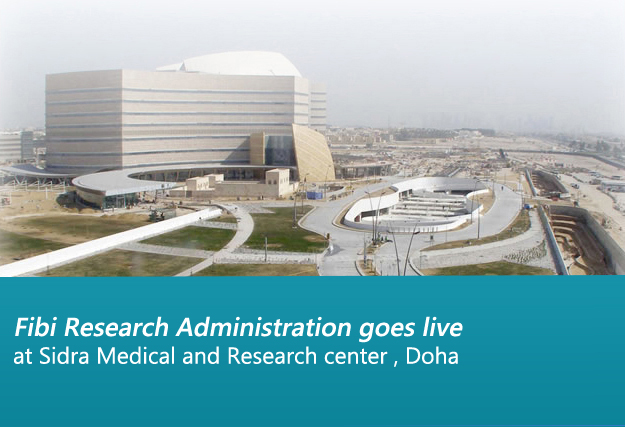 Fibi Research Administration goes live
at Sidra Medical and Research center , Doha